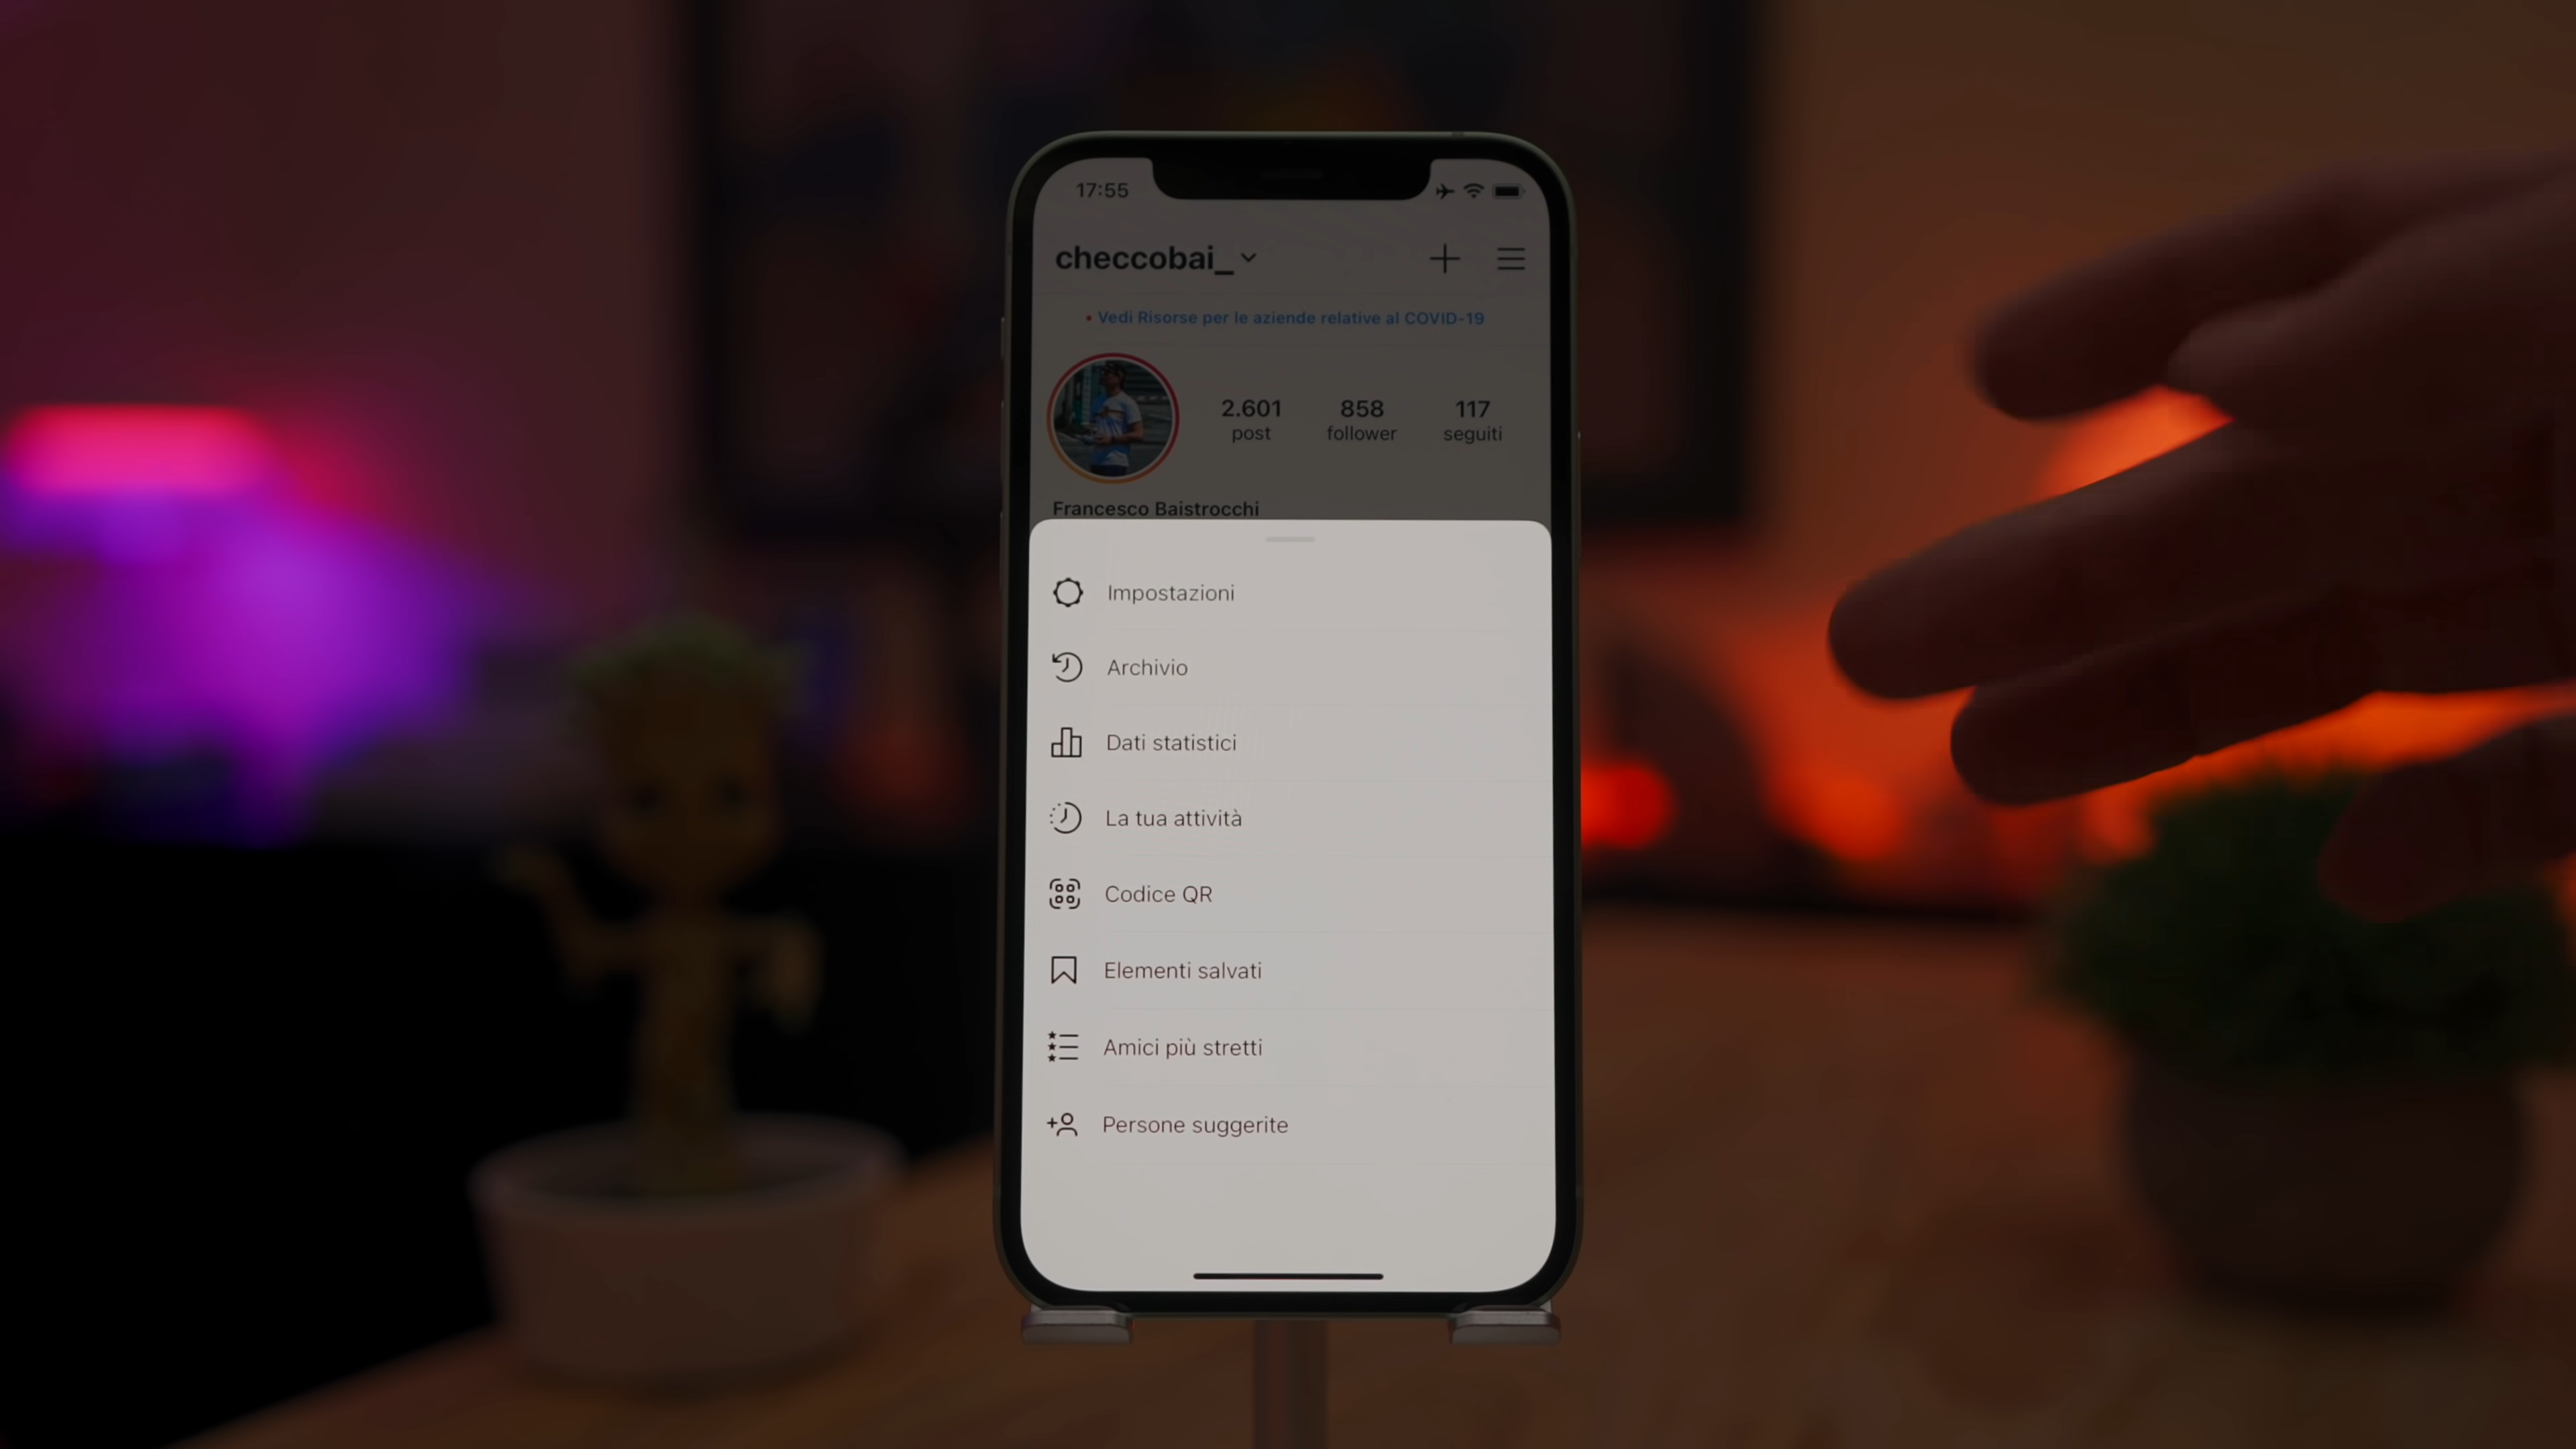 17:55
checcobai_
Vedi Risorse per le aziende relative al COVID-19
2.601 858 117
post follower seguiti
Francesco Baistrocchi
Impostazioni
Archivio
Dati statistici
La tua attività
Codice QR
Elementi salvati
Amici più stretti
Persone suggerite